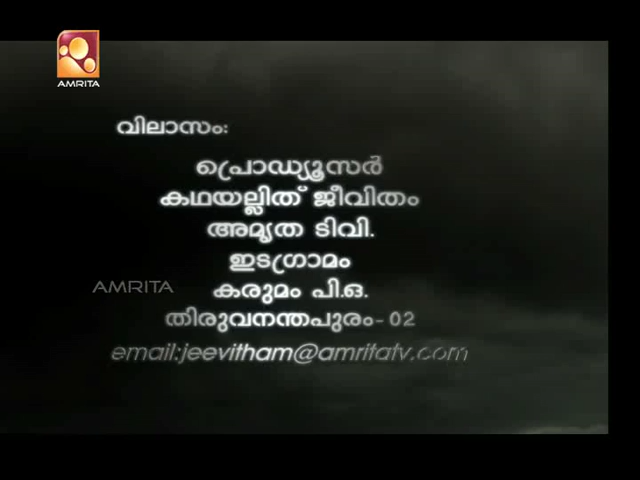 AMRITA
വിലാസം:
പ്രൊഡ്യൂസർ
കഥയല്ലിത് ജീവിതം
അമൃത ടിവി.
ഇടഗ്രാമം
AMRITA
കരുമം പി.ഒ.
തിരുവനന്തപുരം- 02
email:jeevitham@amritatv.com